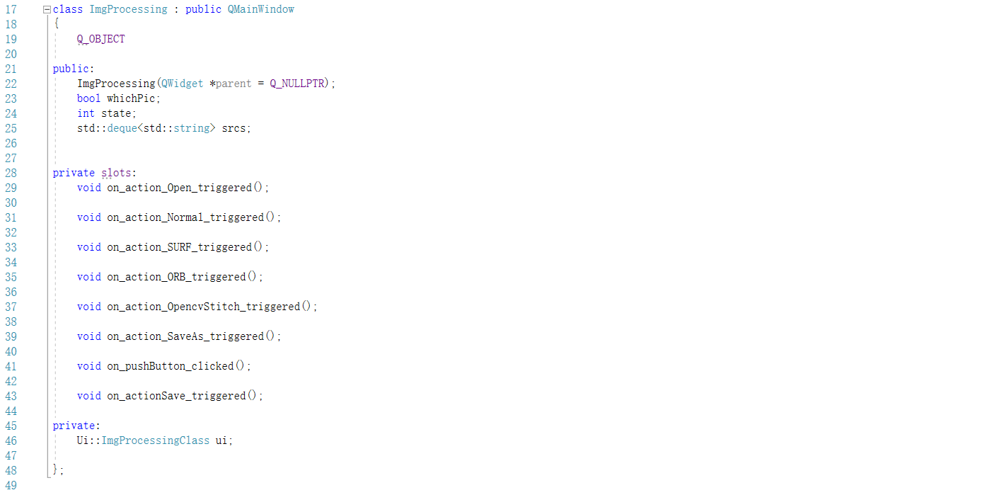 17 class ImgProcessing : public QMainWindow
18 {
19 Q_OBJECT
20
21 public:
22 ImgProcessing(QWidget *parent = Q_NULLPTR);
23 bool whichPic;
24 int state;
25 std::deque<std::string> srcs;
26
27
28 private slots:
29 void on_action_Open_triggered();
30
31 void on_action_Normal_triggered();
32
33 void on_action_SURF_triggered();
34
35 void on_action_ORB_triggered();
36
37 void on_action_OpencvStitch_triggered();
38
39 void on_action_SaveAs_triggered();
40
41 void on_pushButton_clicked();
42
43 void on_actionSave_triggered();
44
45 private:
46 Ui::ImgProcessingClass ui;
47
48 };
49